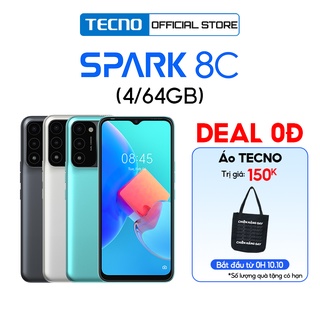 TECNO OFFICIAL STORE
SPARK 8C
(4/64GB)
DEAL 0Đ
Áo TECNO
Trị giá: 150K
Bắt đầu từ 0H 10.10
*Số lượng quà tặng có hạn
08:45